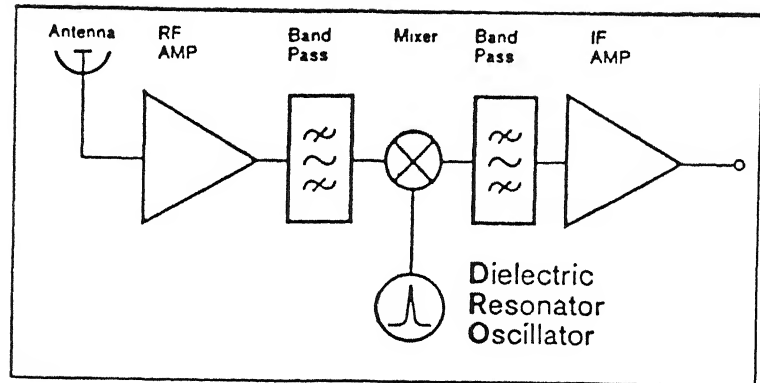 Antenna
RF
AMP
Band
Pass
Mixer
Band
Pass
IF
AMP
Dielectric
Resonator
Oscillator